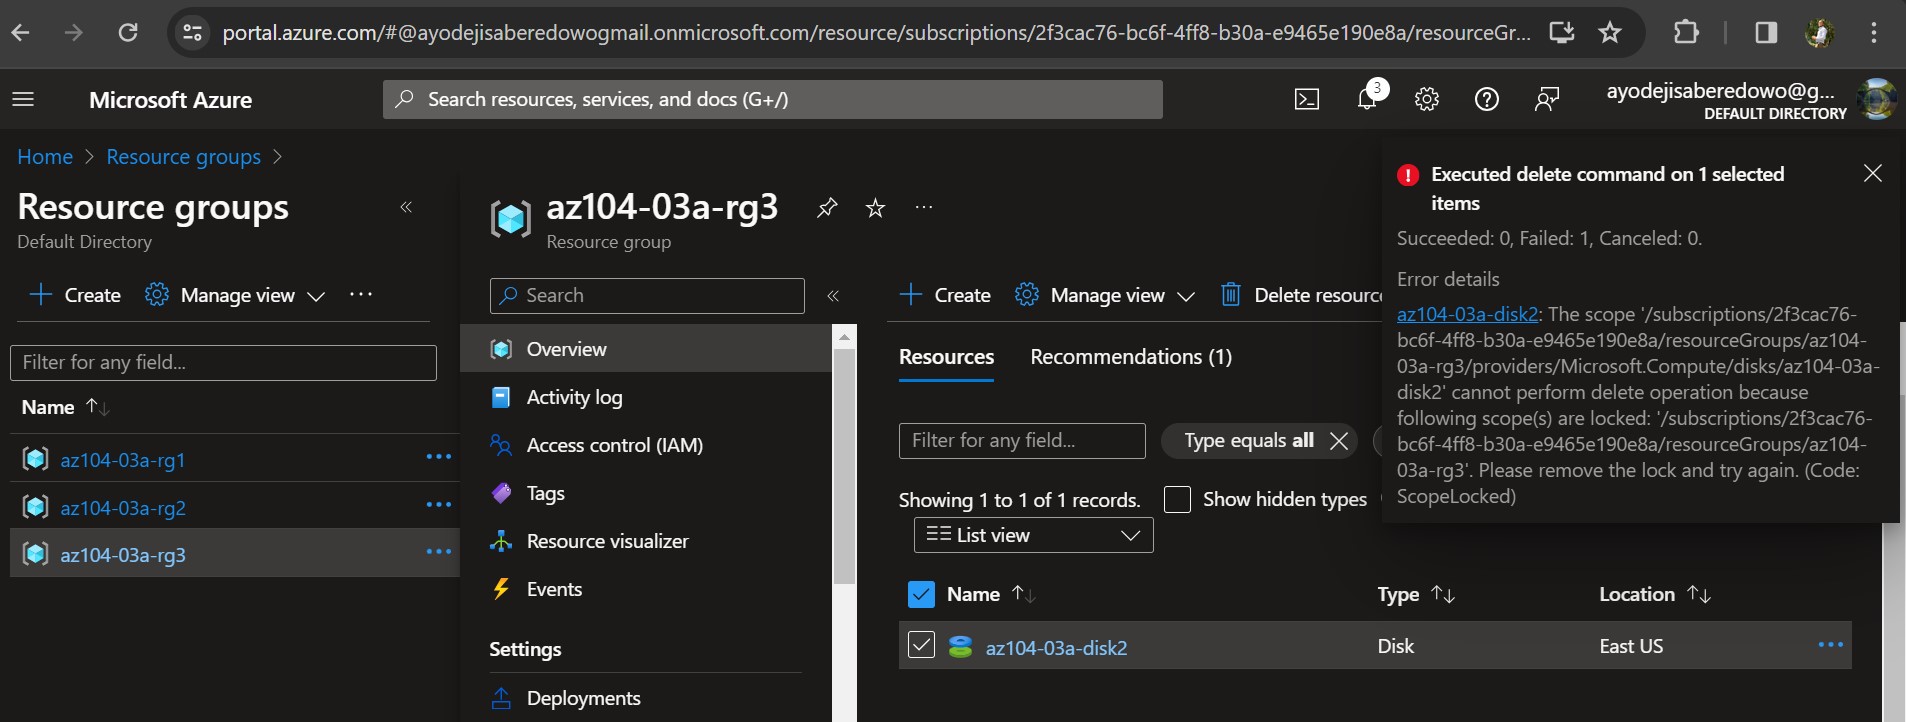 portal.azure.com/#@ayodejisaberedowogmail.onmicrosoft.com/resource/subscriptions/2f3cac76-bc6f-4ff8-b30a-e9465e190e8a/resourceGr...
Microsoft Azure
Search resources, services, and docs (G+/)
3
ayodejisaberedowo@g...
DEFAULT DIRECTORY
Home > Resource groups >
Resource groups
Default Directory
Create
Manage view
Filter for any field...
Name
az104-03a-rg1
az104-03a-rg2
az104-03a-rg3
az104-03a-rg3
Resource group
Search
Overview
Activity log
Access control (IAM)
Tags
Resource visualizer
Events
Settings
Deployments
Create
Manage view
Delete resourc
Resources
Recommendations (1)
Filter for any field...
Type equals all
Showing 1 to 1 of 1 records.
Show hidden types
List view
Name
Type
Location
az104-03a-disk2
Disk
East US
Executed delete command on 1 selected
items
Succeeded: 0, Failed: 1, Canceled: 0.
Error details
az104-03a-disk2: The scope '/subscriptions/2f3cac76-
bc6f-4ff8-b30a-e9465e190e8a/resourceGroups/az104-
03a-rg3/providers/Microsoft.Compute/disks/az104-03a-
disk2' cannot perform delete operation because
following scope(s) are locked: '/subscriptions/2f3cac76-
bc6f-4ff8-b30a-e9465e190e8a/resourceGroups/az104-
03a-rg3'. Please remove the lock and try again. (Code:
ScopeLocked)